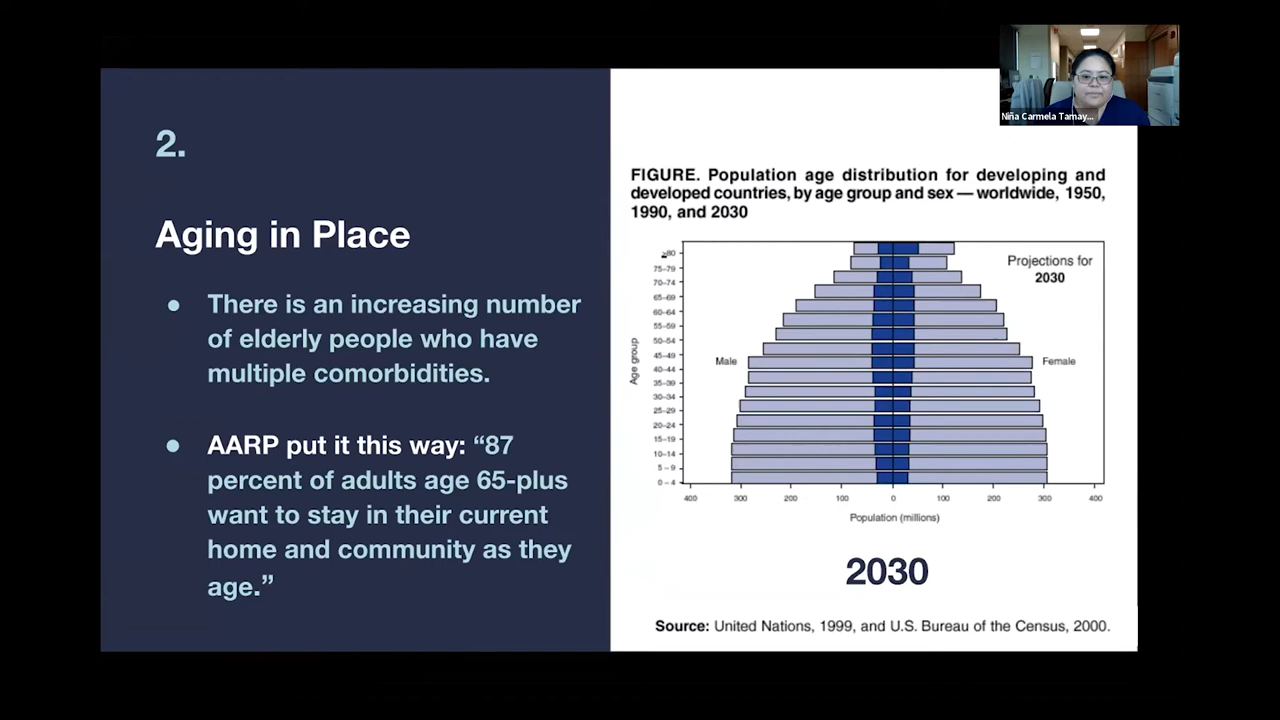 2.
Aging in Place
● There is an increasing number
of elderly people who have
multiple comorbidities.
● AARP put it this way: “87
percent of adults age 65-plus
want to stay in their current
home and community as they
age.”
Niña Carmela Tamay...
FIGURE. Population age distribution for developing and
developed countries, by age group and sex — worldwide, 1950,
1990, and 2030
Projections for
2030
Age group
≥80
75–79
70–74
65–69
60–64
55–59
50–54
45–49
40–44
35–39
30–34
25–29
20–24
15–19
10–14
5–9
0–4
Male
Female
400 300 200 100 0 100 200 300 400
Population (millions)
2030
Source: United Nations, 1999, and U.S. Bureau of the Census, 2000.